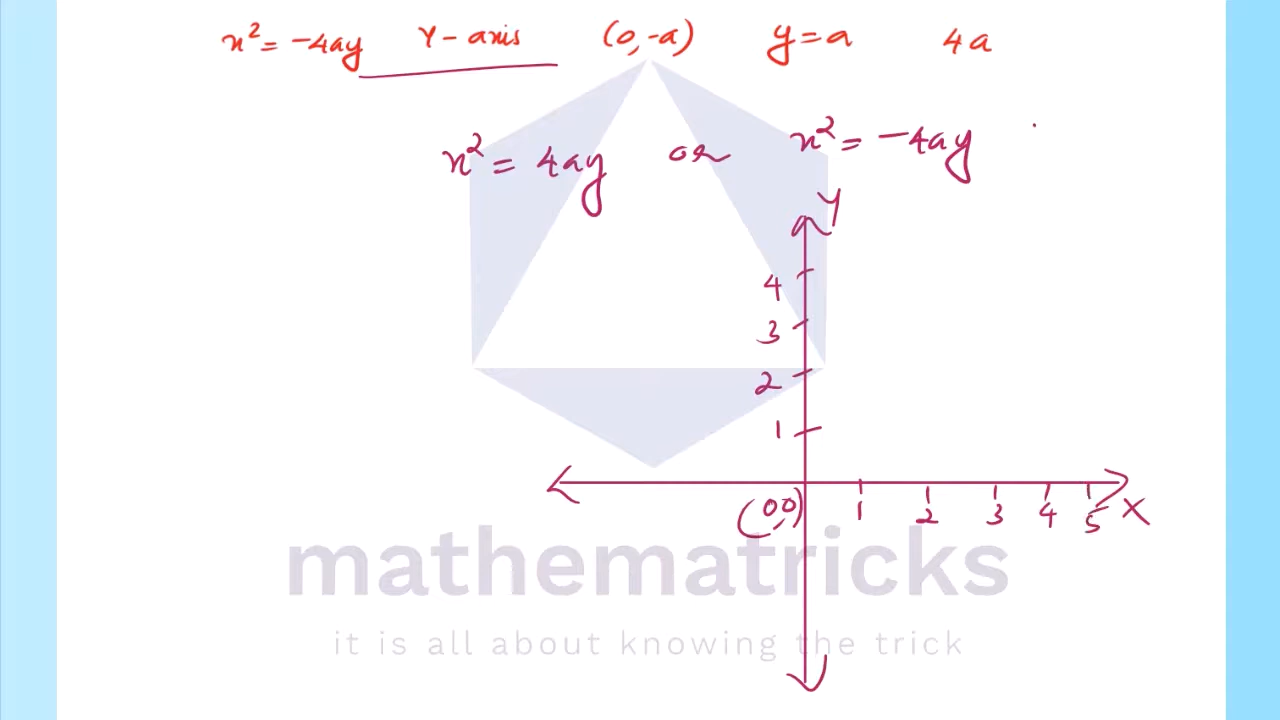 x² = -4ay Y-axis (0,-a) y=a 4a
x² = 4ay or x² = -4ay
Y
4
3
2
1
(0,0) 1 2 3 4 5 X
mathematricks
it is all about knowing the trick